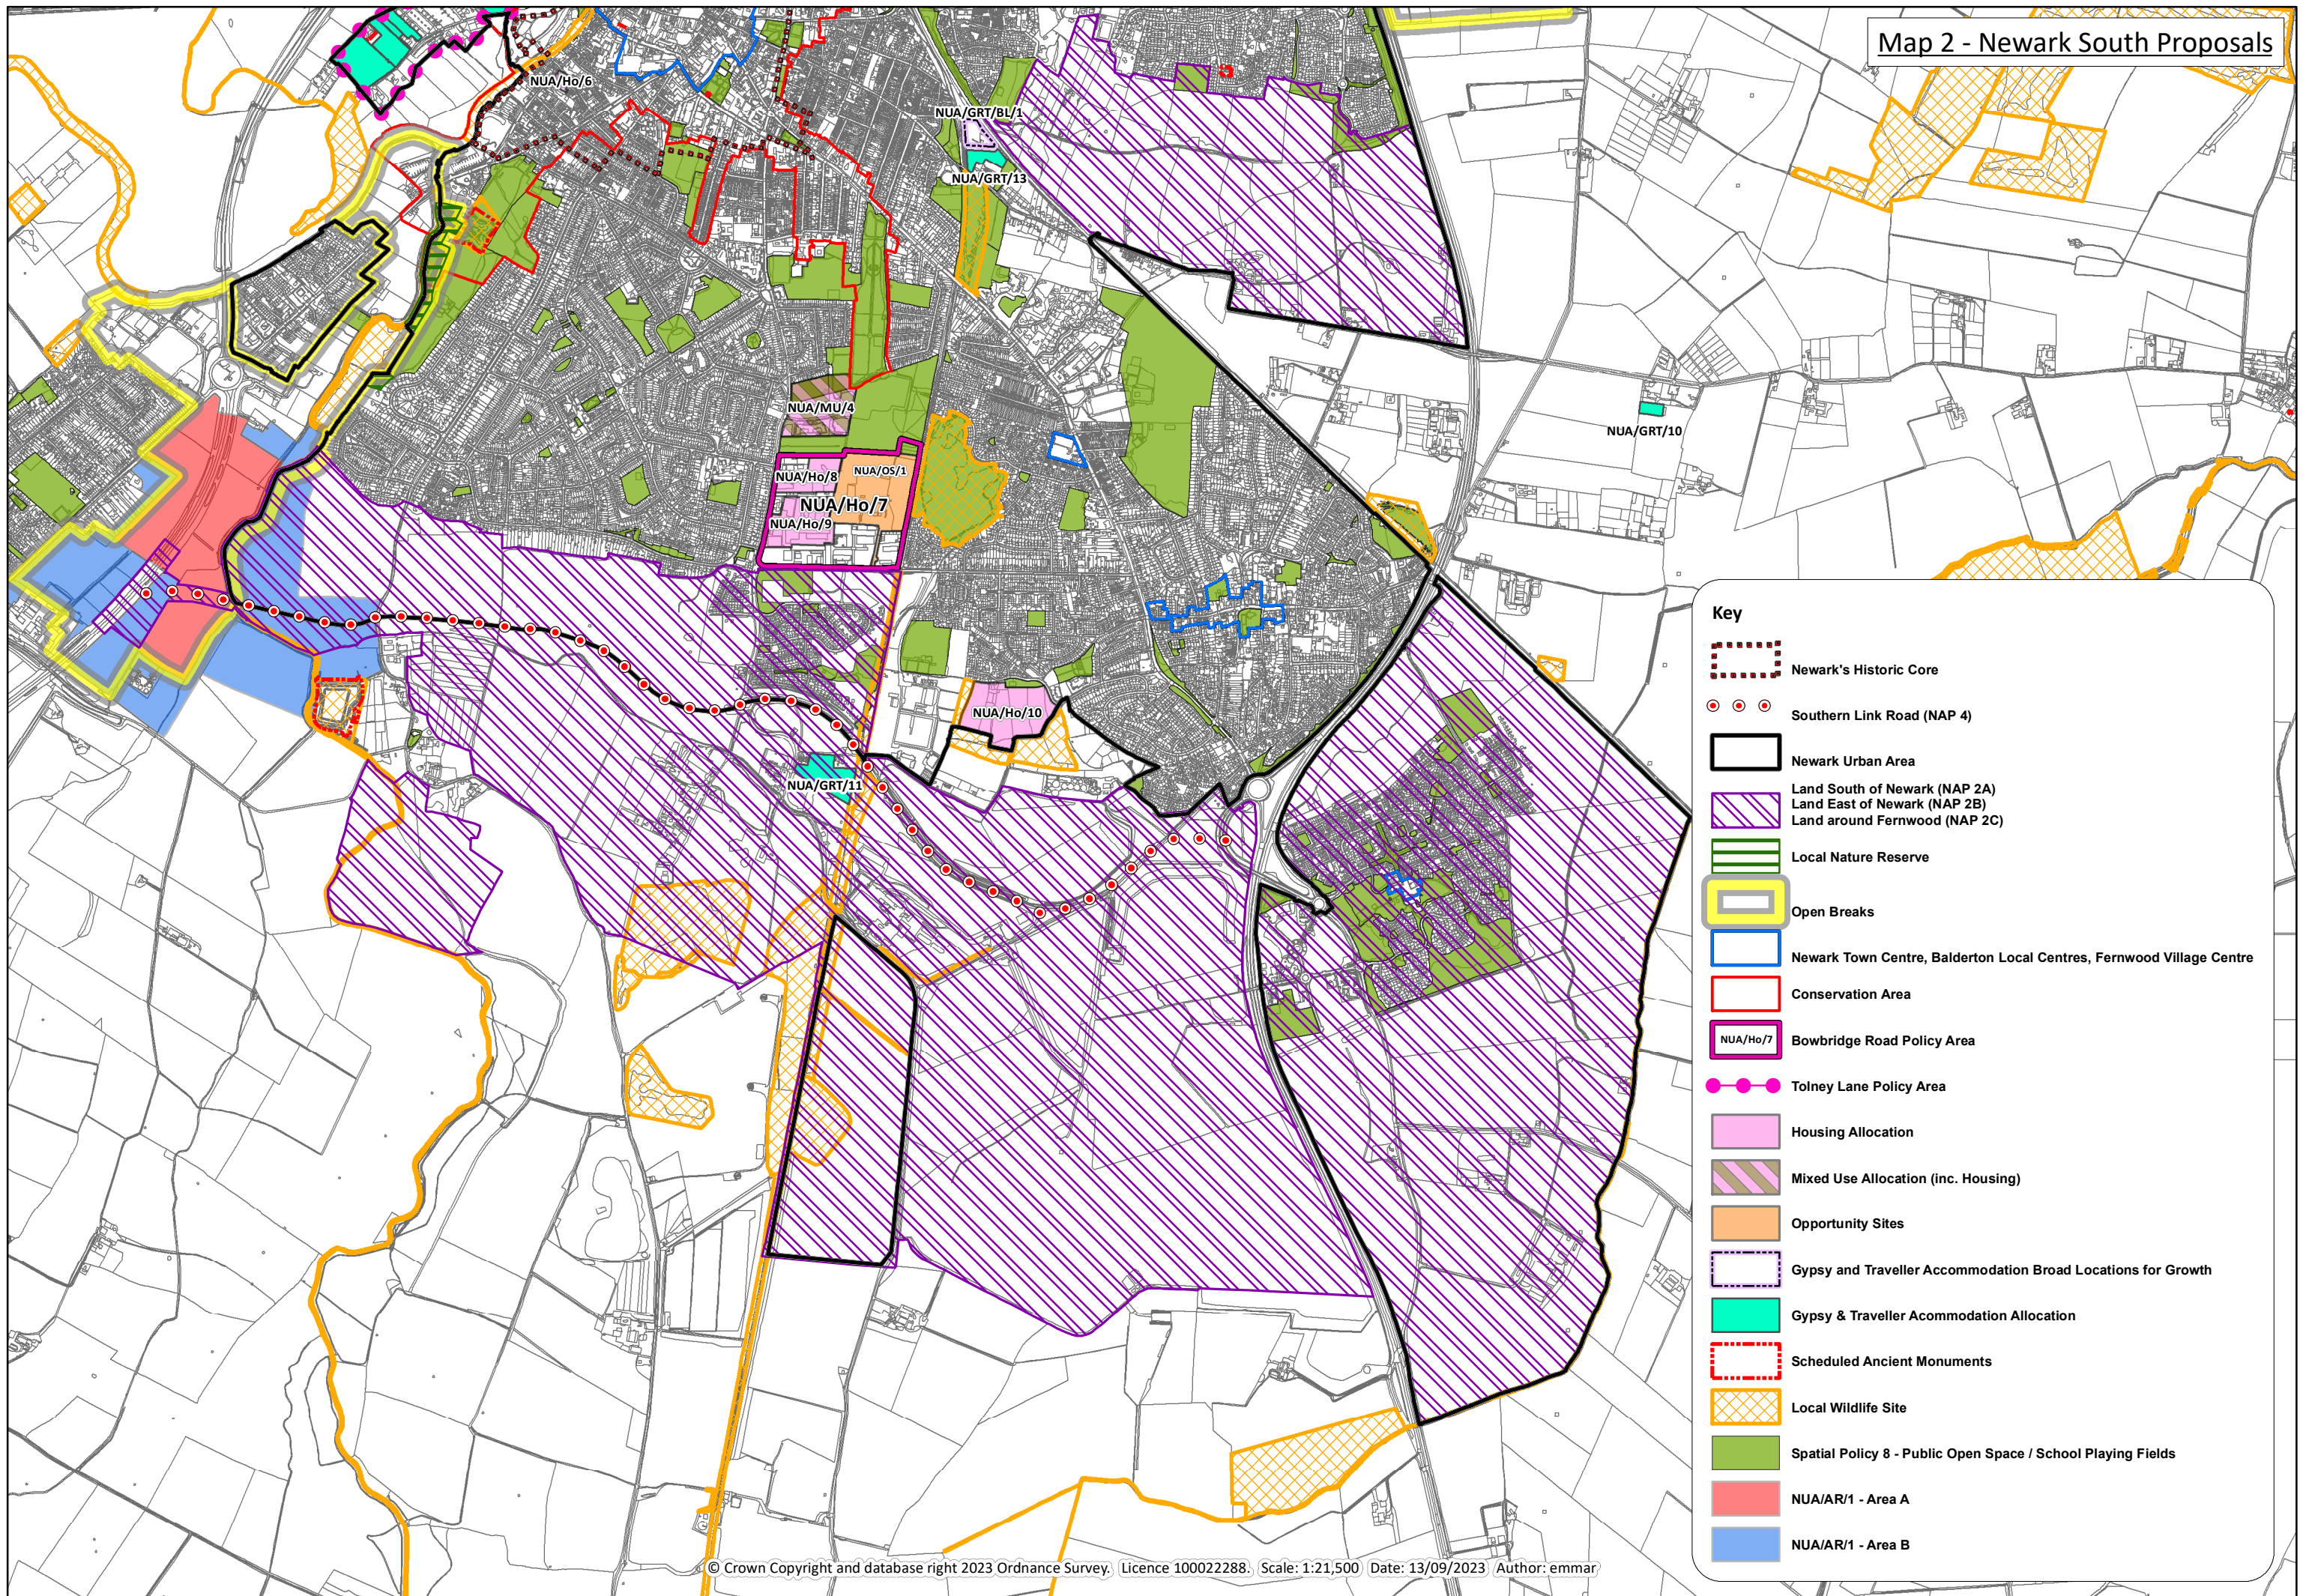 Map 2 - Newark South Proposals
NUA/Ho/6
NUA/GRT/BL/1
NUA/GRT/13
NUA/MU/4
NUA/GRT/10
NUA/Ho/8
NUA/OS/1
NUA/Ho/7
NUA/Ho/9
NUA/Ho/10
NUA/GRT/11
Key
Newark's Historic Core
Southern Link Road (NAP 4)
Newark Urban Area
Land South of Newark (NAP 2A)
Land East of Newark (NAP 2B)
Land around Fernwood (NAP 2C)
Local Nature Reserve
Open Breaks
Newark Town Centre, Balderton Local Centres, Fernwood Village Centre
Conservation Area
NUA/Ho/7 Bowbridge Road Policy Area
Tolney Lane Policy Area
Housing Allocation
Mixed Use Allocation (inc. Housing)
Opportunity Sites
Gypsy and Traveller Accommodation Broad Locations for Growth
Gypsy & Traveller Acommodation Allocation
Scheduled Ancient Monuments
Local Wildlife Site
Spatial Policy 8 - Public Open Space / School Playing Fields
NUA/AR/1 - Area A
NUA/AR/1 - Area B
© Crown Copyright and database right 2023 Ordnance Survey. Licence 100022288. Scale: 1:21,500 Date: 13/09/2023 Author: emmar